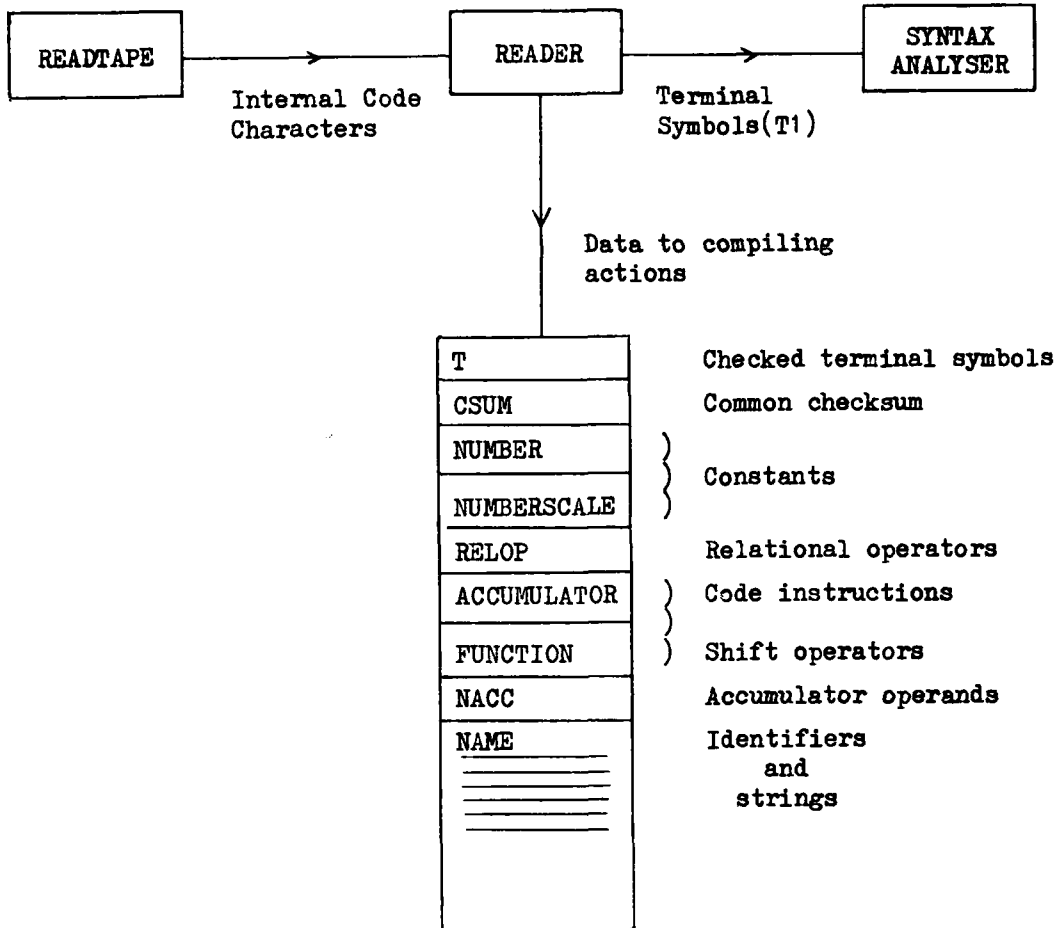 READTAPE
READER
SYNTAX
ANALYSER
Internal Code
Characters
Terminal
Symbols(T1)
Data to compiling
actions
T
Checked terminal symbols
CSUM
Common checksum
NUMBER
)
) Constants
NUMBERSCALE
)
RELOP
Relational operators
ACCUMULATOR
) Code instructions
)
FUNCTION
) Shift operators
NACC
Accumulator operands
NAME
Identifiers
and
strings